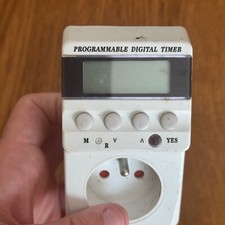 PROGRAMMABLE DIGITAL TIMER
M R V Λ YES